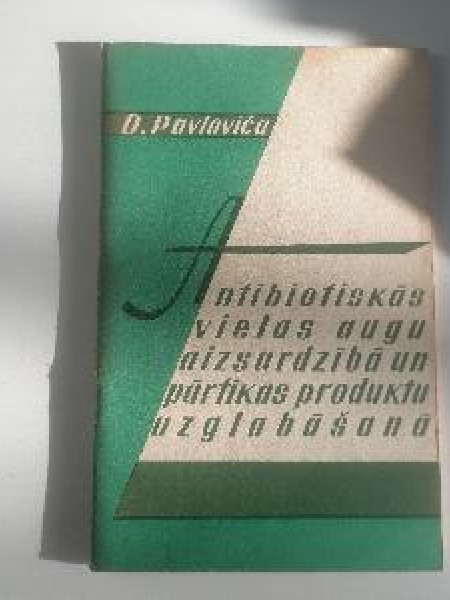 D. Pavloviča
Antibiotiskās
vielas augu
aizsardzībā un
pārtikas produktu
uzglabāšanā